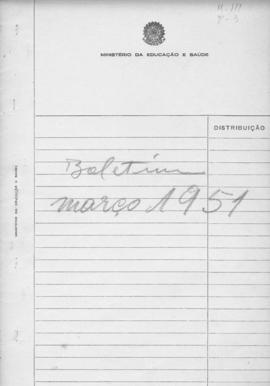 MINISTÉRIO DA EDUCAÇÃO E SAÚDE
DISTRIBUIÇÃO
Boletim
março 1951